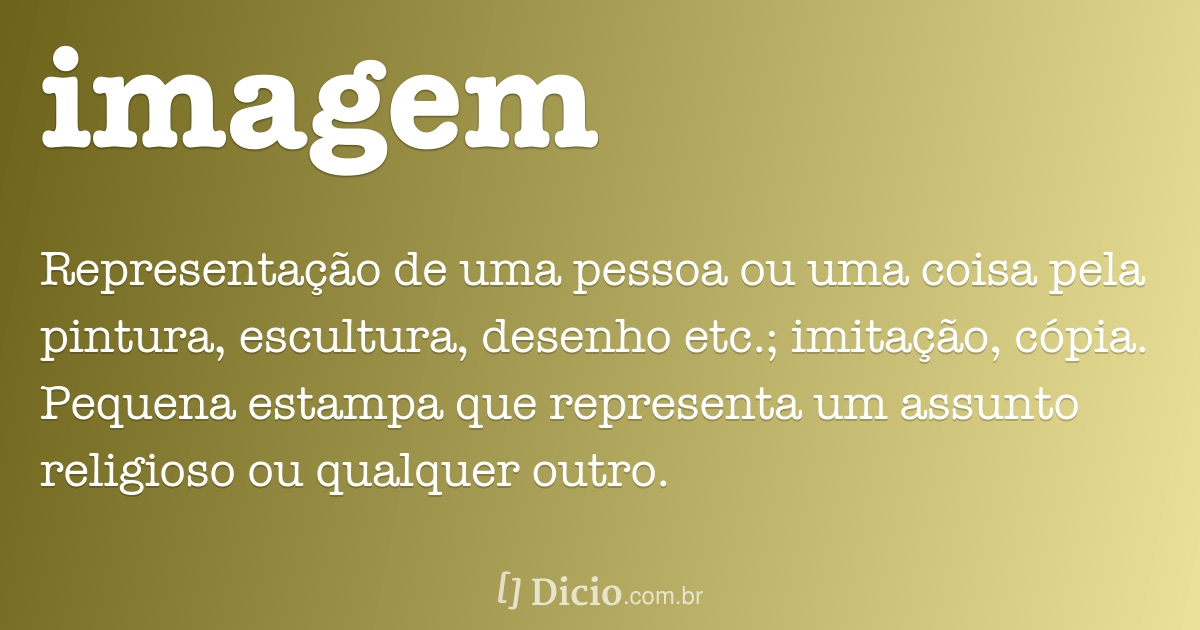 imagem
Representação de uma pessoa ou uma coisa pela
pintura, escultura, desenho etc.; imitação, cópia.
Pequena estampa que representa um assunto
religioso ou qualquer outro.
[] Dicio.com.br